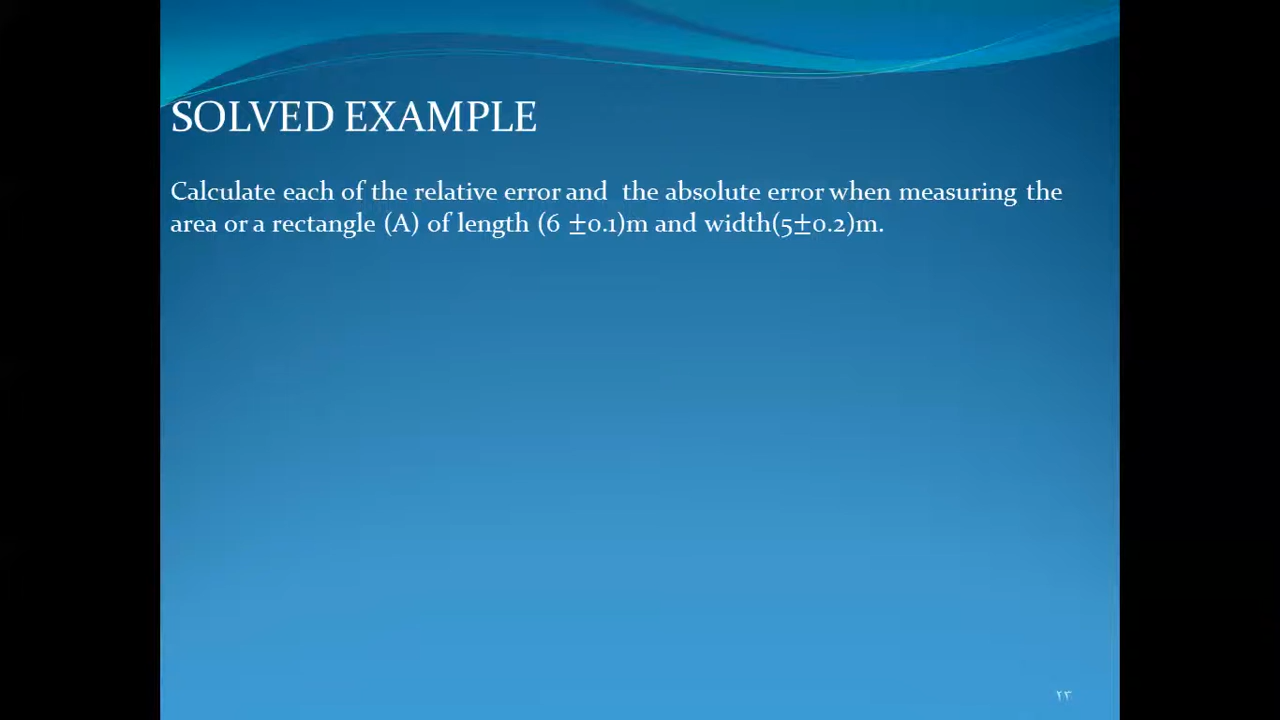 SOLVED EXAMPLE
Calculate each of the relative error and the absolute error when measuring the
area or a rectangle (A) of length (6 ±0.1)m and width(5±0.2)m.
٢٣